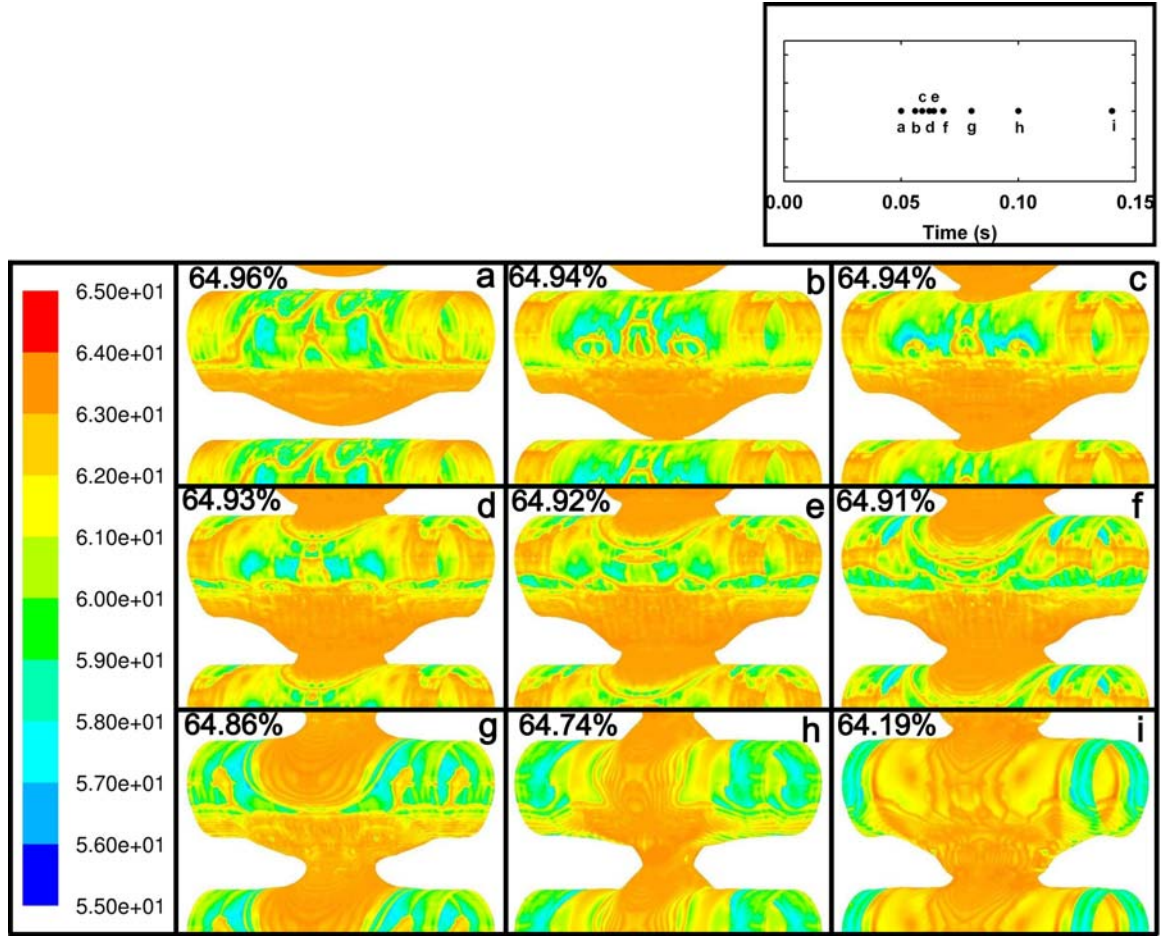 c e
a b d f g h i
0.00 0.05 0.10 0.15
Time (s)
6.50e+01
6.40e+01
6.30e+01
6.20e+01
6.10e+01
6.00e+01
5.90e+01
5.80e+01
5.70e+01
5.60e+01
5.50e+01
64.96% a
64.94% b
64.94% c
64.93% d
64.92% e
64.91% f
64.86% g
64.74% h
64.19% i